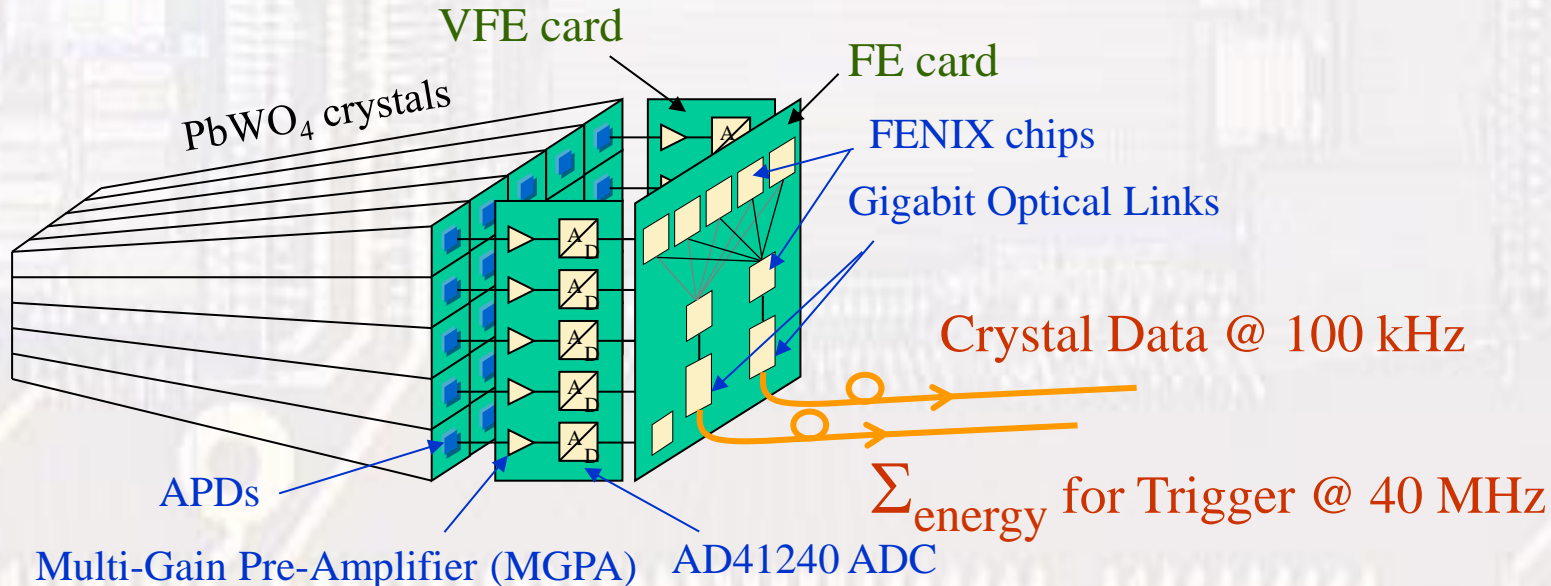 VFE card
FE card
PbWO₄ crystals
FENIX chips
Gigabit Optical Links
A
A
D
A
D
A
D
A
D
A
D
Crystal Data @ 100 kHz
Σenergy for Trigger @ 40 MHz
APDs
Multi-Gain Pre-Amplifier (MGPA)
AD41240 ADC